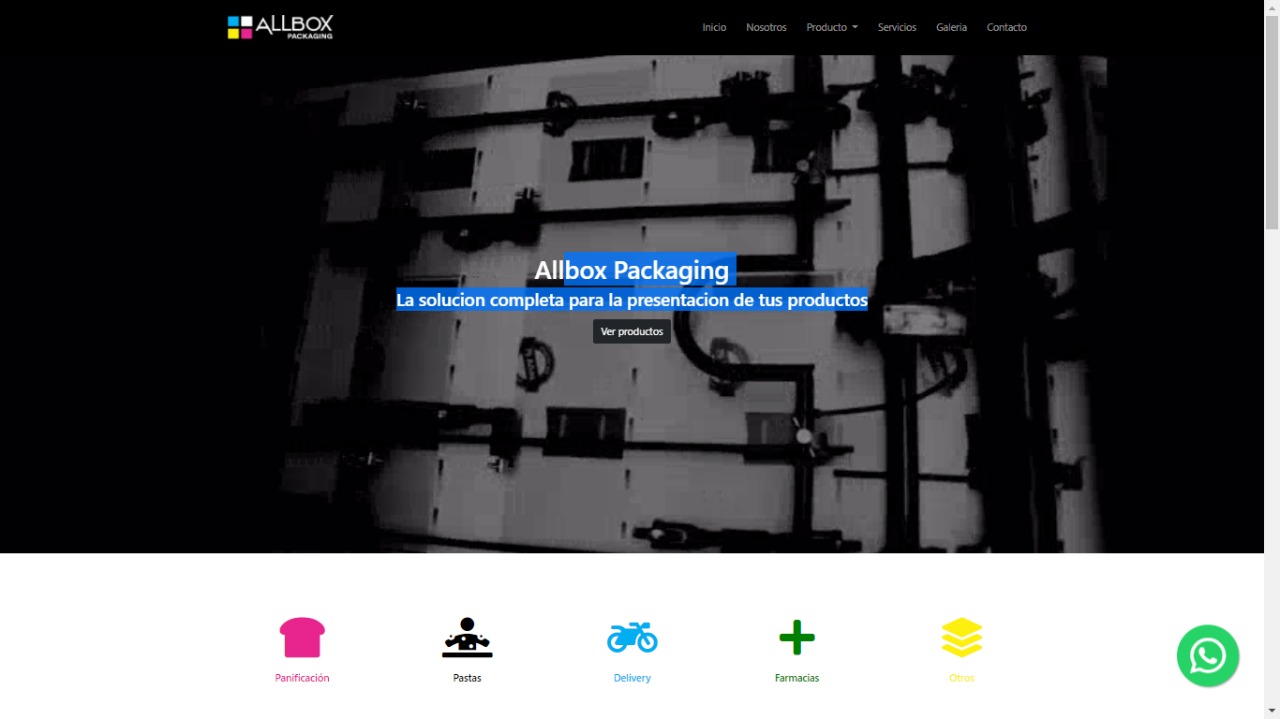 ALLBOX
PACKAGING
Inicio
Nosotros
Producto
Servicios
Galeria
Contacto
Allbox Packaging
La solucion completa para la presentacion de tus productos
Ver productos
Panificación
Pastas
Delivery
Farmacias
Otros